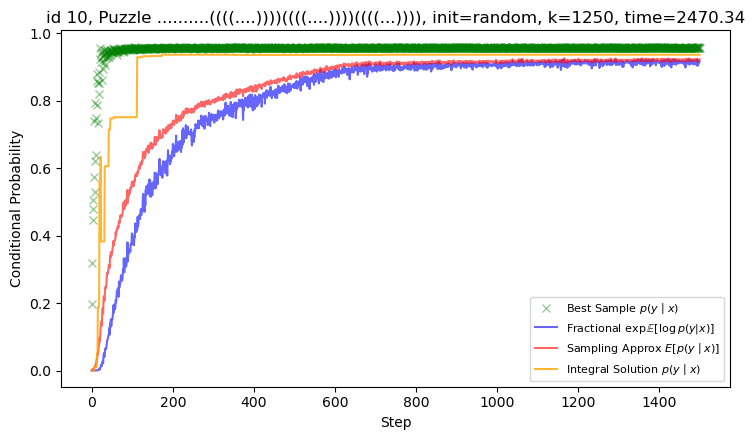 id 10, Puzzle ..........((((....))))((((....))))((((...)))), init=random, k=1250, time=2470.34
Conditional Probability
1.0
0.8
0.6
0.4
0.2
0.0
Best Sample p(y | x)
Fractional exp𝔼[log p(y|x)]
Sampling Approx E[p(y | x)]
Integral Solution p(y | x)
0 200 400 600 800 1000 1200 1400
Step